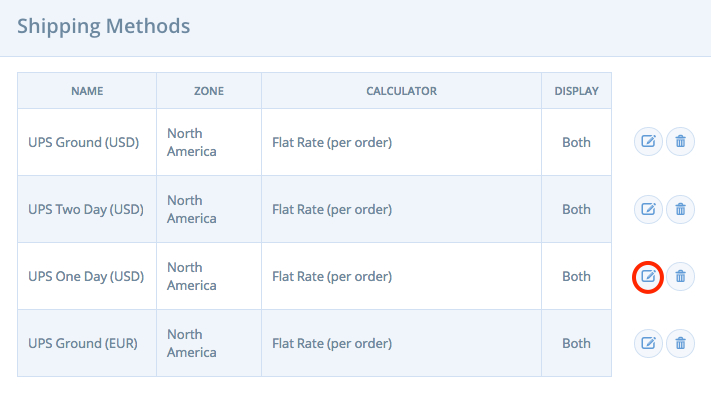 Shipping Methods
NAME ZONE CALCULATOR DISPLAY
UPS Ground (USD) North America Flat Rate (per order) Both
UPS Two Day (USD) North America Flat Rate (per order) Both
UPS One Day (USD) North America Flat Rate (per order) Both
UPS Ground (EUR) North America Flat Rate (per order) Both